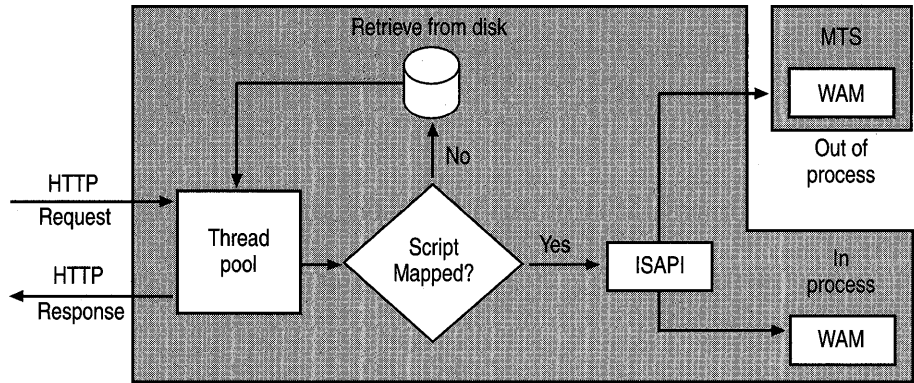 Retrieve from disk
MTS
WAM
Out of
process
No
HTTP
Request
Thread
pool
Script
Mapped?
Yes
ISAPI
HTTP
Response
In
process
WAM